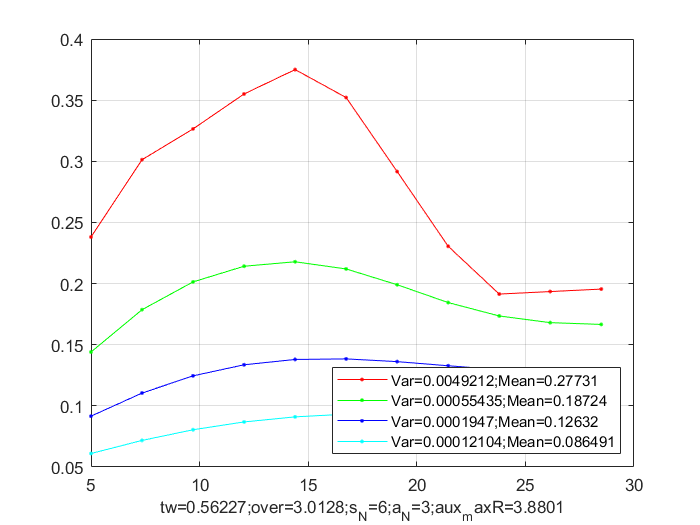 0.4
0.35
0.3
0.25
0.2
0.15
0.1
0.05
5 10 15 20 25 30
Var=0.0049212;Mean=0.27731
Var=0.00055435;Mean=0.18724
Var=0.0001947;Mean=0.12632
Var=0.00012104;Mean=0.086491
tw=0.56227;over=3.0128;s_N=6;a_N=3;aux_maxR=3.8801